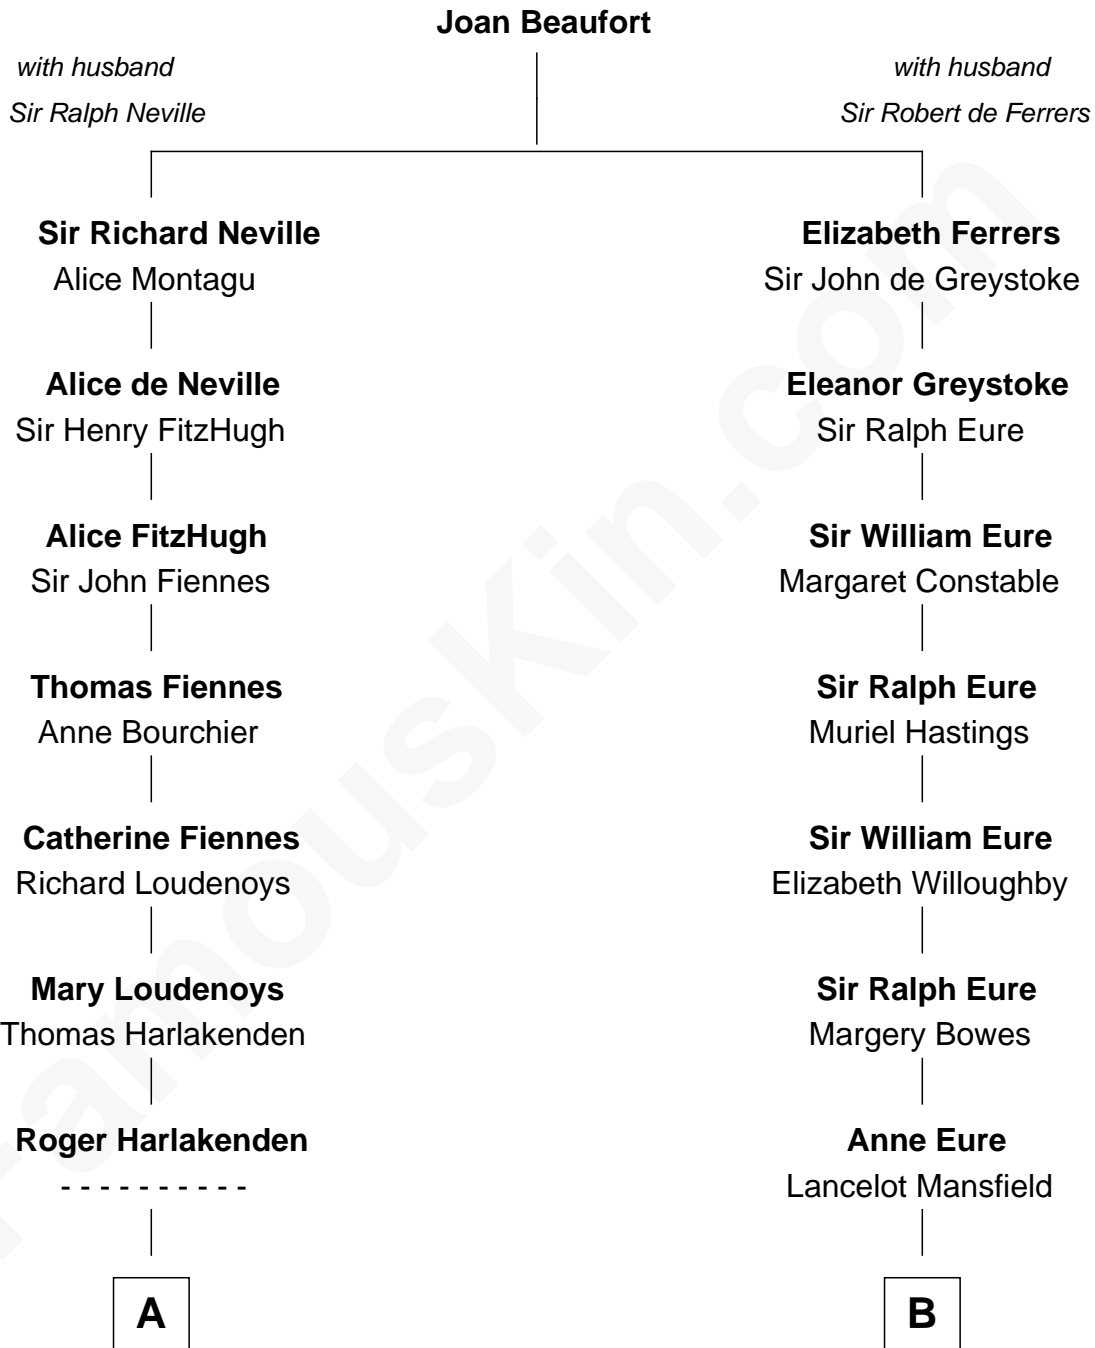 Joan Beaufort
with husband
Sir Ralph Neville
with husband
Sir Robert de Ferrers
Sir Richard Neville
Alice Montagu
Elizabeth Ferrers
Sir John de Greystoke
Alice de Neville
Sir Henry FitzHugh
Eleanor Greystoke
Sir Ralph Eure
Alice FitzHugh
Sir John Fiennes
Sir William Eure
Margaret Constable
Thomas Fiennes
Anne Bourchier
Sir Ralph Eure
Muriel Hastings
Catherine Fiennes
Richard Loudenoys
Sir William Eure
Elizabeth Willoughby
Mary Loudenoys
Thomas Harlakenden
Sir Ralph Eure
Margery Bowes
Roger Harlakenden
- - - - - - - - - -
Anne Eure
Lancelot Mansfield
A
B
FamousKin.com